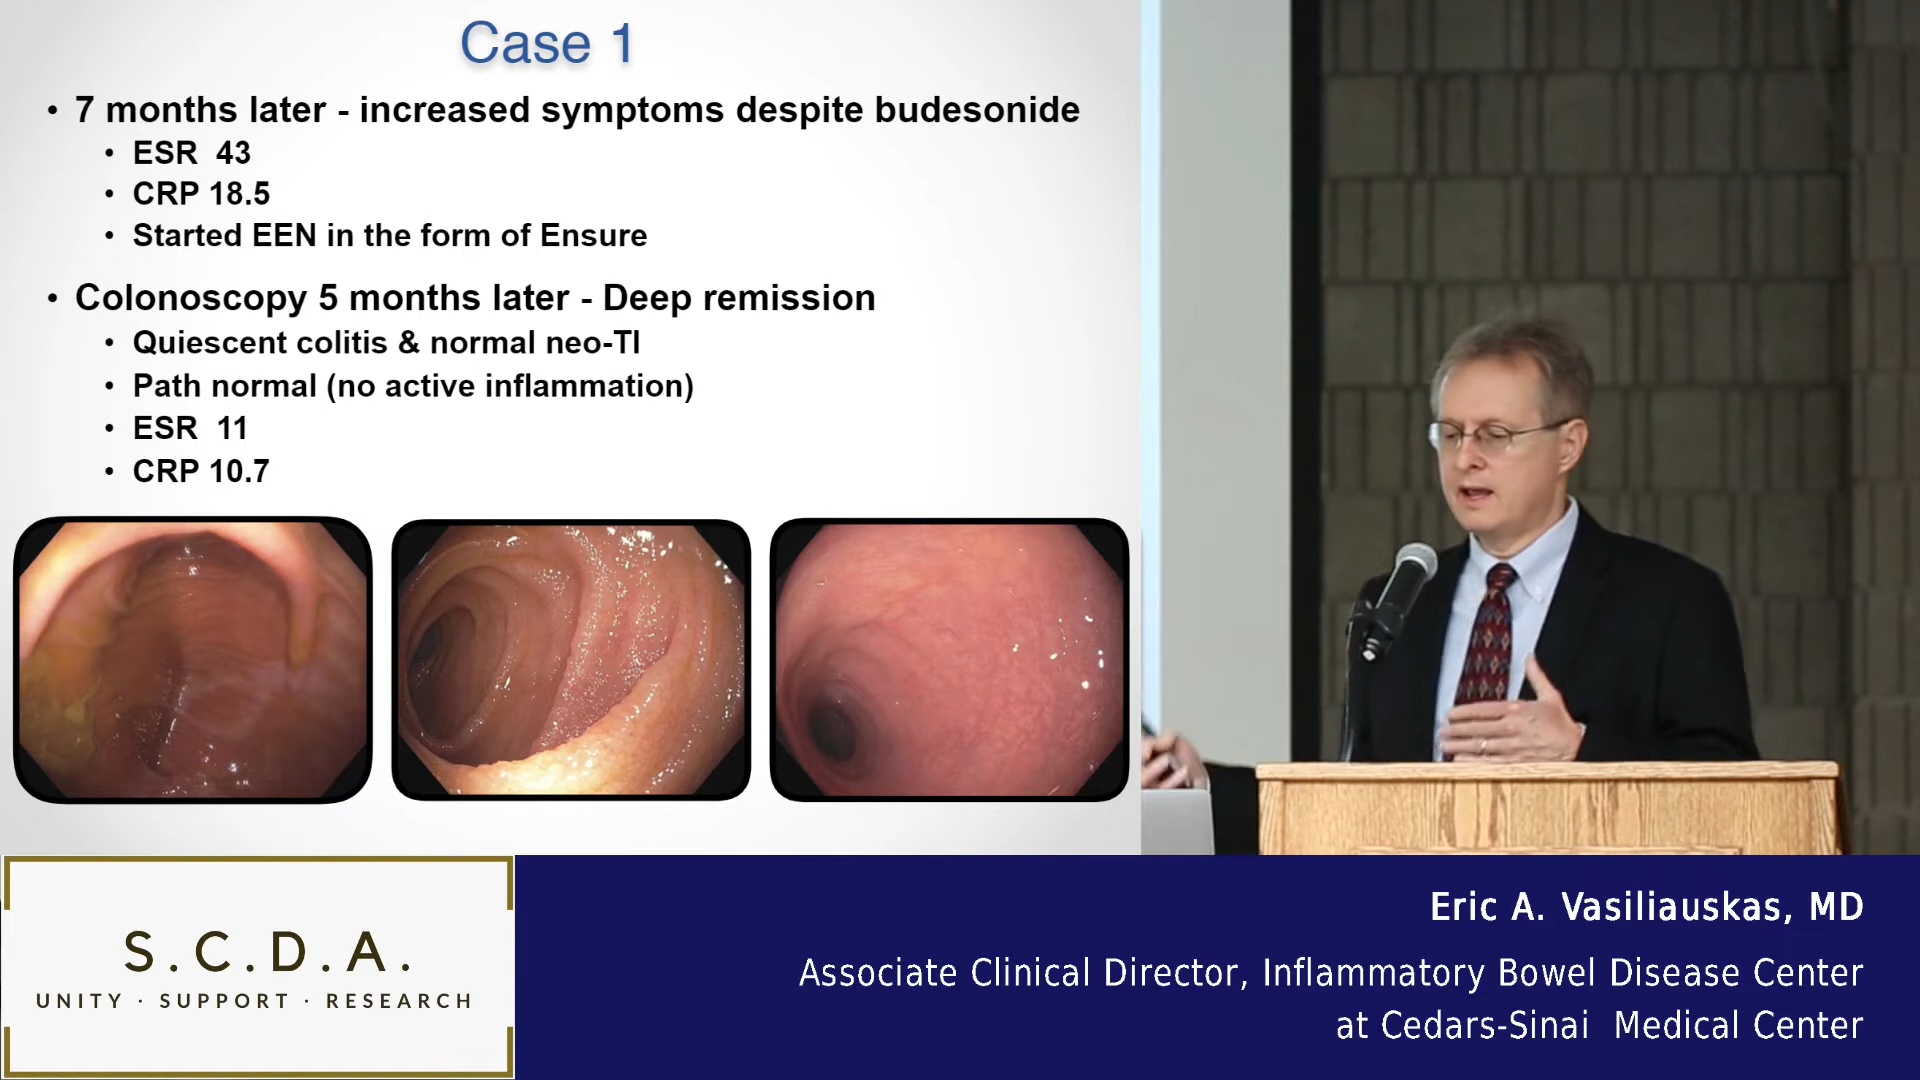 Case 1
• 7 months later - increased symptoms despite budesonide
• ESR 43
• CRP 18.5
• Started EEN in the form of Ensure
• Colonoscopy 5 months later - Deep remission
• Quiescent colitis & normal neo-TI
• Path normal (no active inflammation)
• ESR 11
• CRP 10.7
S.C.D.A.
UNITY · SUPPORT · RESEARCH
Eric A. Vasiliauskas, MD
Associate Clinical Director, Inflammatory Bowel Disease Center
at Cedars-Sinai Medical Center